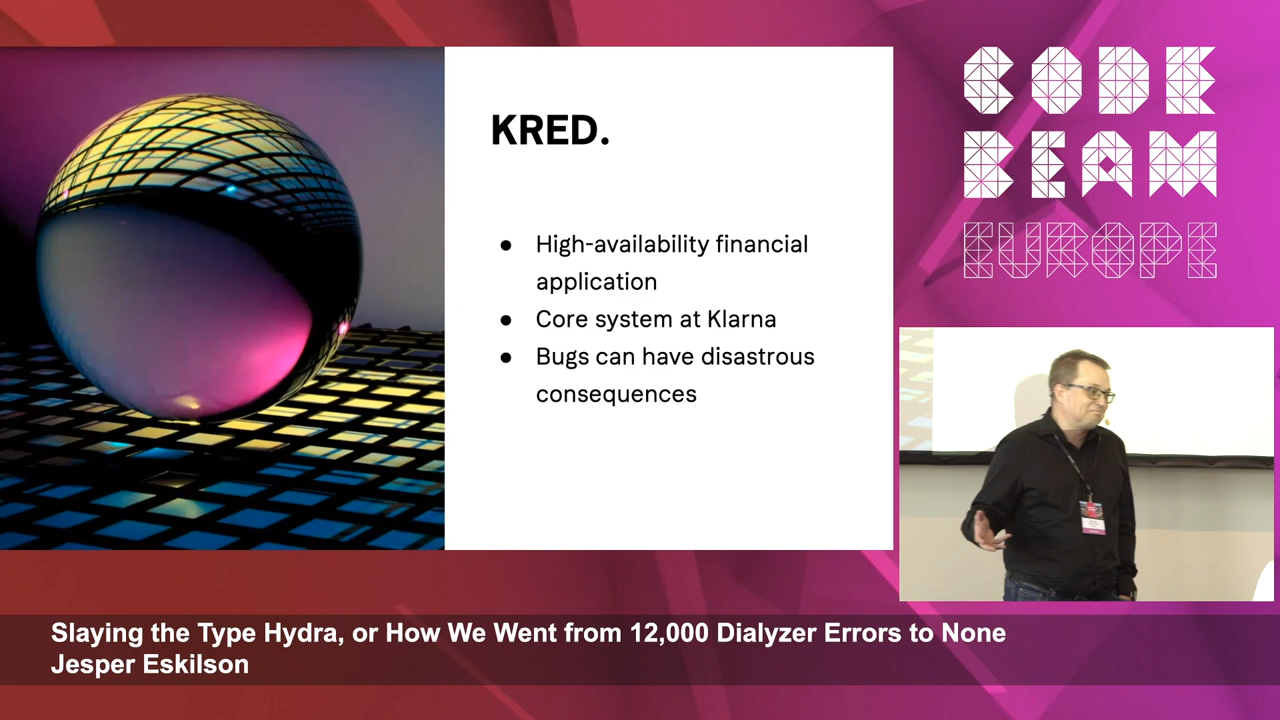 KRED.
● High-availability financial
application
● Core system at Klarna
● Bugs can have disastrous
consequences
CODE
BEAM
EUROPE
Slaying the Type Hydra, or How We Went from 12,000 Dialyzer Errors to None
Jesper Eskilson